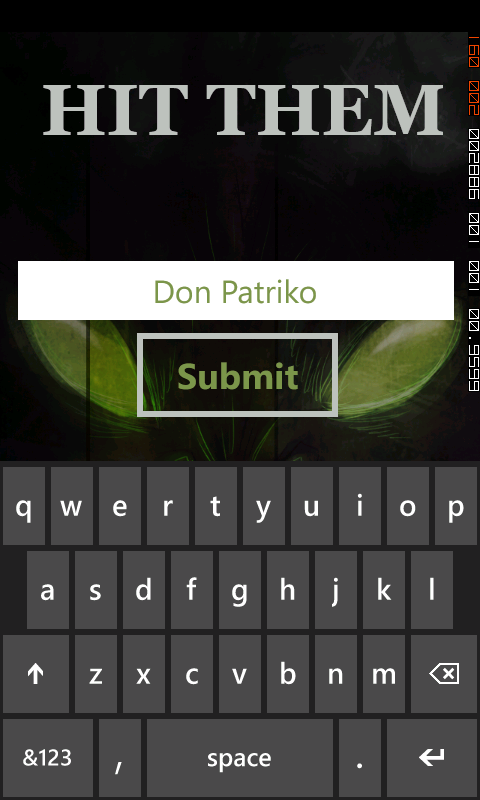 HIT THEM
Don Patriko
Submit
q w e r t y u i o p
a s d f g h j k l
z x c v b n m
&123 , space .